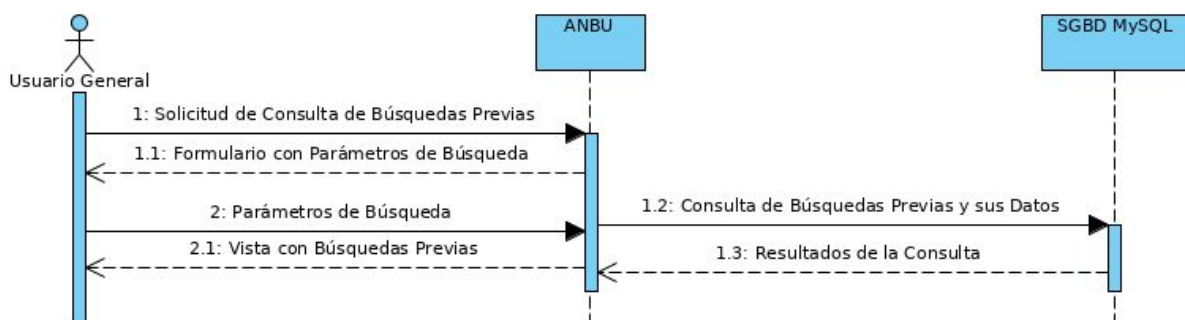 ANBU
SGBD MySQL
Usuario General
1: Solicitud de Consulta de Búsquedas Previas
1.1: Formulario con Parámetros de Búsqueda
2: Parámetros de Búsqueda
1.2: Consulta de Búsquedas Previas y sus Datos
2.1: Vista con Búsquedas Previas
1.3: Resultados de la Consulta